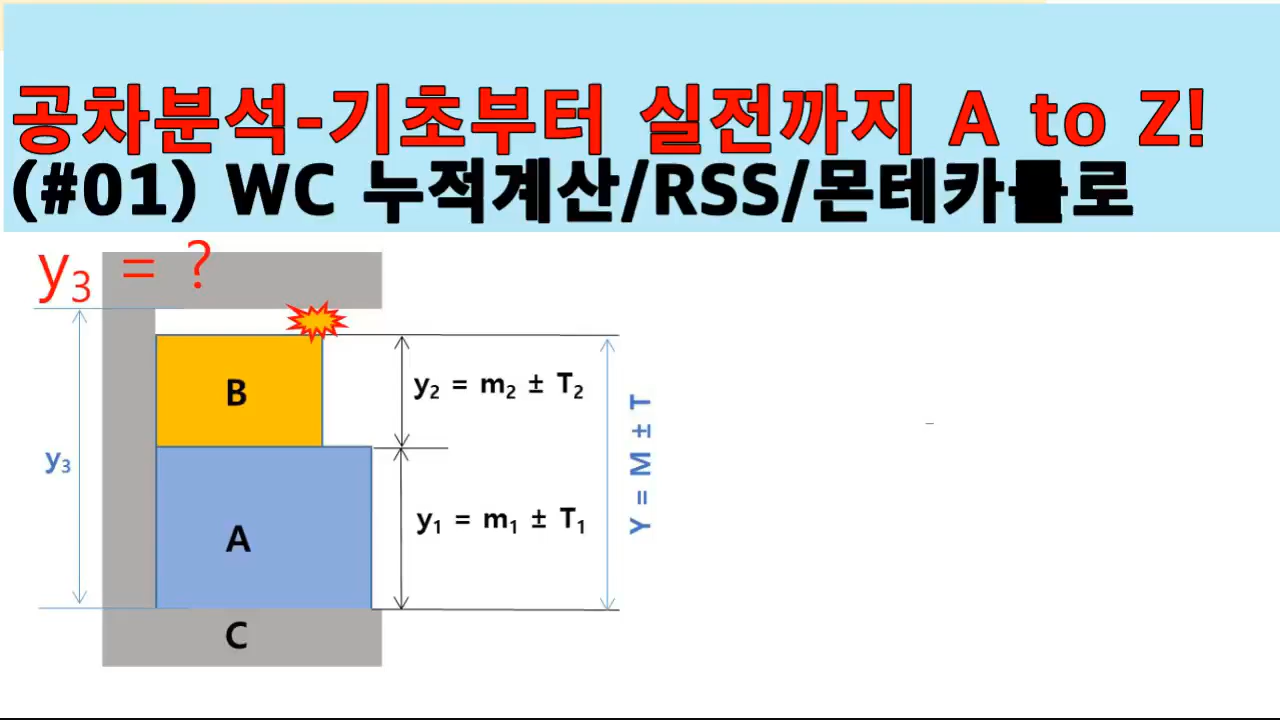 공차분석-기초부터 실전까지 A to Z!
(#01) WC 누적계산/RSS/몬테카를로
y₃ = ?
B
y₂ = m₂ ± T₂
y₃
Y = M ± T
A
y₁ = m₁ ± T₁
C